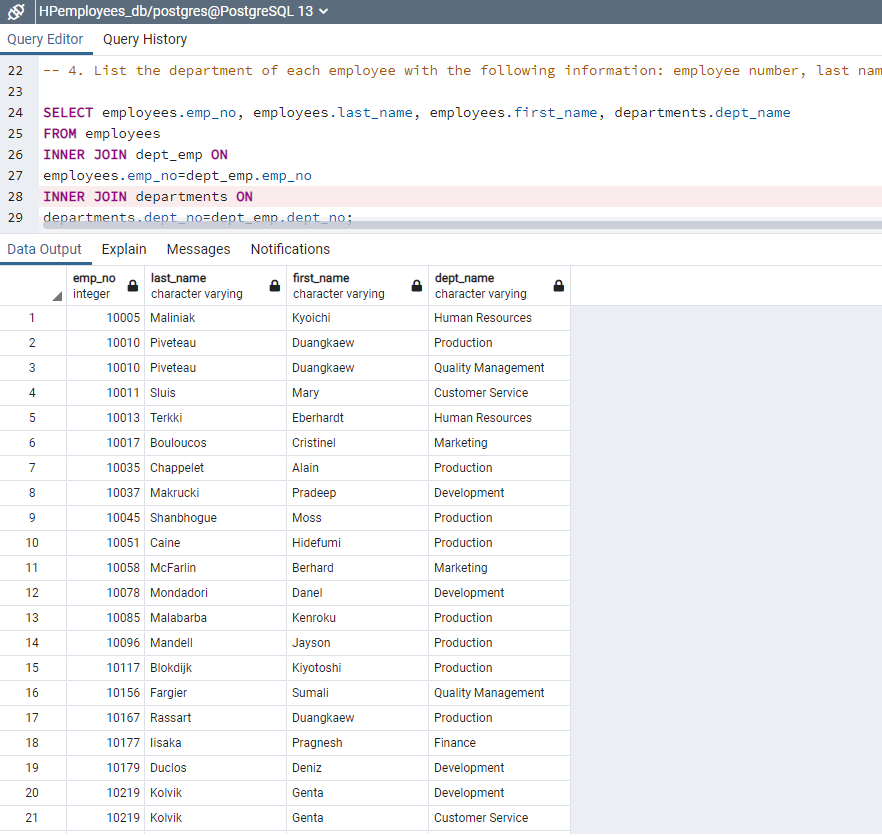 HPemployees_db/postgres@PostgreSQL 13
Query Editor Query History
22 -- 4. List the department of each employee with the following information: employee number, last nam
23
24 SELECT employees.emp_no, employees.last_name, employees.first_name, departments.dept_name
25 FROM employees
26 INNER JOIN dept_emp ON
27 employees.emp_no=dept_emp.emp_no
28 INNER JOIN departments ON
29 departments.dept_no=dept_emp.dept_no;
Data Output Explain Messages Notifications
emp_no last_name first_name dept_name
integer character varying character varying character varying
1 10005 Maliniak Kyoichi Human Resources
2 10010 Piveteau Duangkaew Production
3 10010 Piveteau Duangkaew Quality Management
4 10011 Sluis Mary Customer Service
5 10013 Terkki Eberhardt Human Resources
6 10017 Bouloucos Cristinel Marketing
7 10035 Chappelet Alain Production
8 10037 Makrucki Pradeep Development
9 10045 Shanbhogue Moss Production
10 10051 Caine Hidefumi Production
11 10058 McFarlin Berhard Marketing
12 10078 Mondadori Danel Development
13 10085 Malabarba Kenroku Production
14 10096 Mandell Jayson Production
15 10117 Blokdijk Kiyotoshi Production
16 10156 Fargier Sumali Quality Management
17 10167 Rassart Duangkaew Production
18 10177 Iisaka Pragnesh Finance
19 10179 Duclos Deniz Development
20 10219 Kolvik Genta Development
21 10219 Kolvik Genta Customer Service